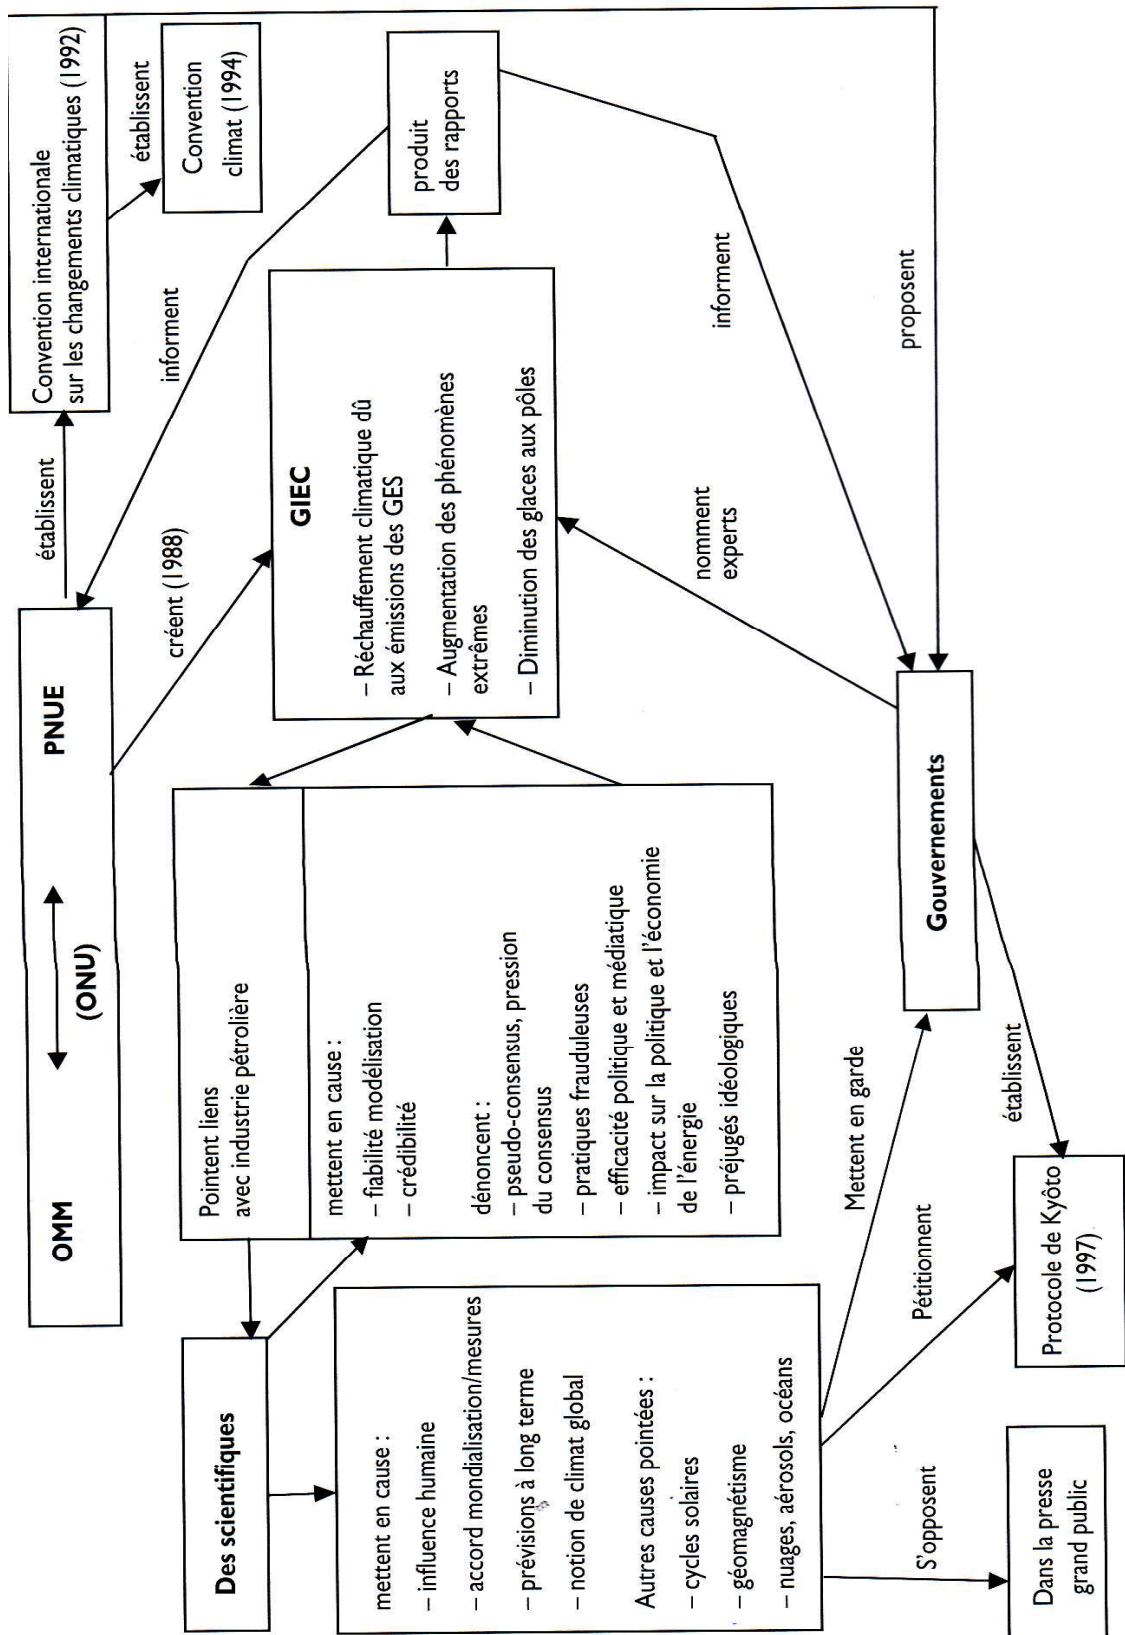 OMM
PNUE
(ONU)
établissent
Convention internationale
sur les changements climatiques (1992)
établissent
Convention
climat (1994)
créent (1988)
informent
Des scientifiques
Pointent liens
avec industrie pétrolière
mettent en cause :
– fiabilité modélisation
– crédibilité
dénoncent :
– pseudo-consensus, pression
du consensus
– pratiques frauduleuses
– efficacité politique et médiatique
– impact sur la politique et l'économie
de l'énergie
– préjugés idéologiques
GIEC
– Réchauffement climatique dû
aux émissions des GES
– Augmentation des phénomènes
extrêmes
– Diminution des glaces aux pôles
produit
des rapports
mettent en cause :
– influence humaine
– accord mondialisation/mesures
– prévisions à long terme
– notion de climat global
Autres causes pointées :
– cycles solaires
– géomagnétisme
– nuages, aérosols, océans
nomment
experts
informent
proposent
Mettent en garde
Gouvernements
Pétitionnent
établissent
S'opposent
Dans la presse
grand public
Protocole de Kyôto
(1997)